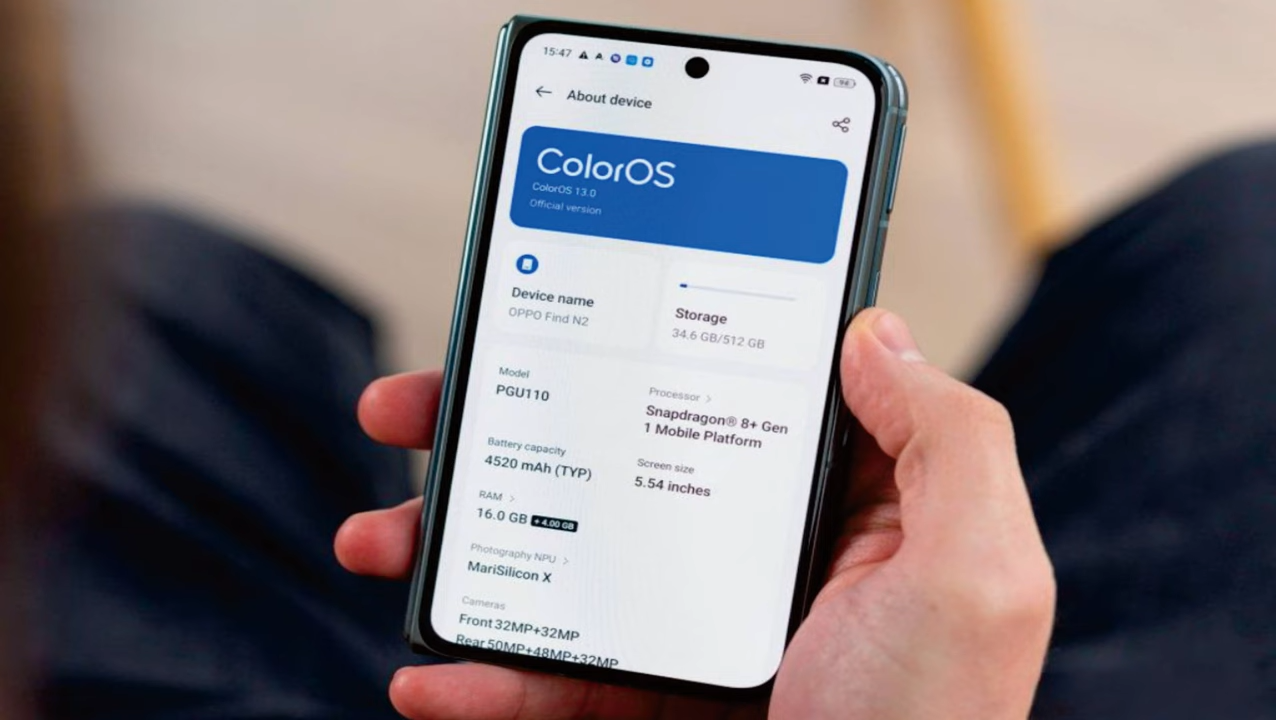 15:47
About device
ColorOS
ColorOS 13.0
Official version
Device name
OPPO Find N2
Storage
34.6 GB/512 GB
Model
PGU110
Processor >
Snapdragon® 8+ Gen
1 Mobile Platform
Battery capacity
4520 mAh (TYP)
Screen size
5.54 inches
RAM >
16.0 GB + 4.00 GB
Photography NPU >
MariSilicon X
Cameras
Front 32MP+32MP
Rear 50MP+48MP+32MP